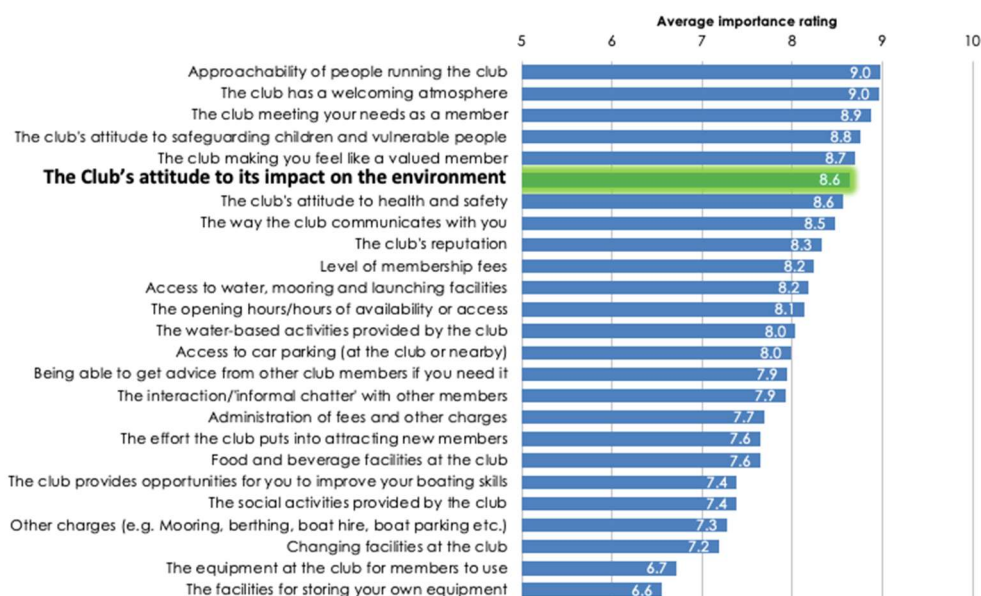 Average importance rating
5 6 7 8 9 10
Approachability of people running the club 9.0
The club has a welcoming atmosphere 9.0
The club meeting your needs as a member 8.9
The club's attitude to safeguarding children and vulnerable people 8.8
The club making you feel like a valued member 8.7
The Club’s attitude to its impact on the environment 8.6
The club's attitude to health and safety 8.6
The way the club communicates with you 8.5
The club's reputation 8.3
Level of membership fees 8.2
Access to water, mooring and launching facilities 8.2
The opening hours/hours of availability or access 8.1
The water-based activities provided by the club 8.0
Access to car parking (at the club or nearby) 8.0
Being able to get advice from other club members if you need it 7.9
The interaction/'informal chatter' with other members 7.9
Administration of fees and other charges 7.7
The effort the club puts into attracting new members 7.6
Food and beverage facilities at the club 7.6
The club provides opportunities for you to improve your boating skills 7.4
The social activities provided by the club 7.4
Other charges (e.g. Mooring, berthing, boat hire, boat parking etc.) 7.3
Changing facilities at the club 7.2
The equipment at the club for members to use 6.7
The facilities for storing your own equipment 6.6